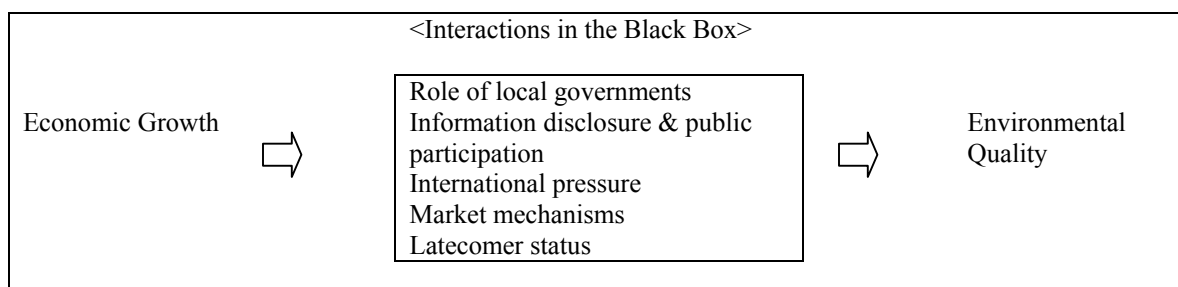 <Interactions in the Black Box>
Economic Growth
Role of local governments
Information disclosure & public
participation
International pressure
Market mechanisms
Latecomer status
Environmental
Quality